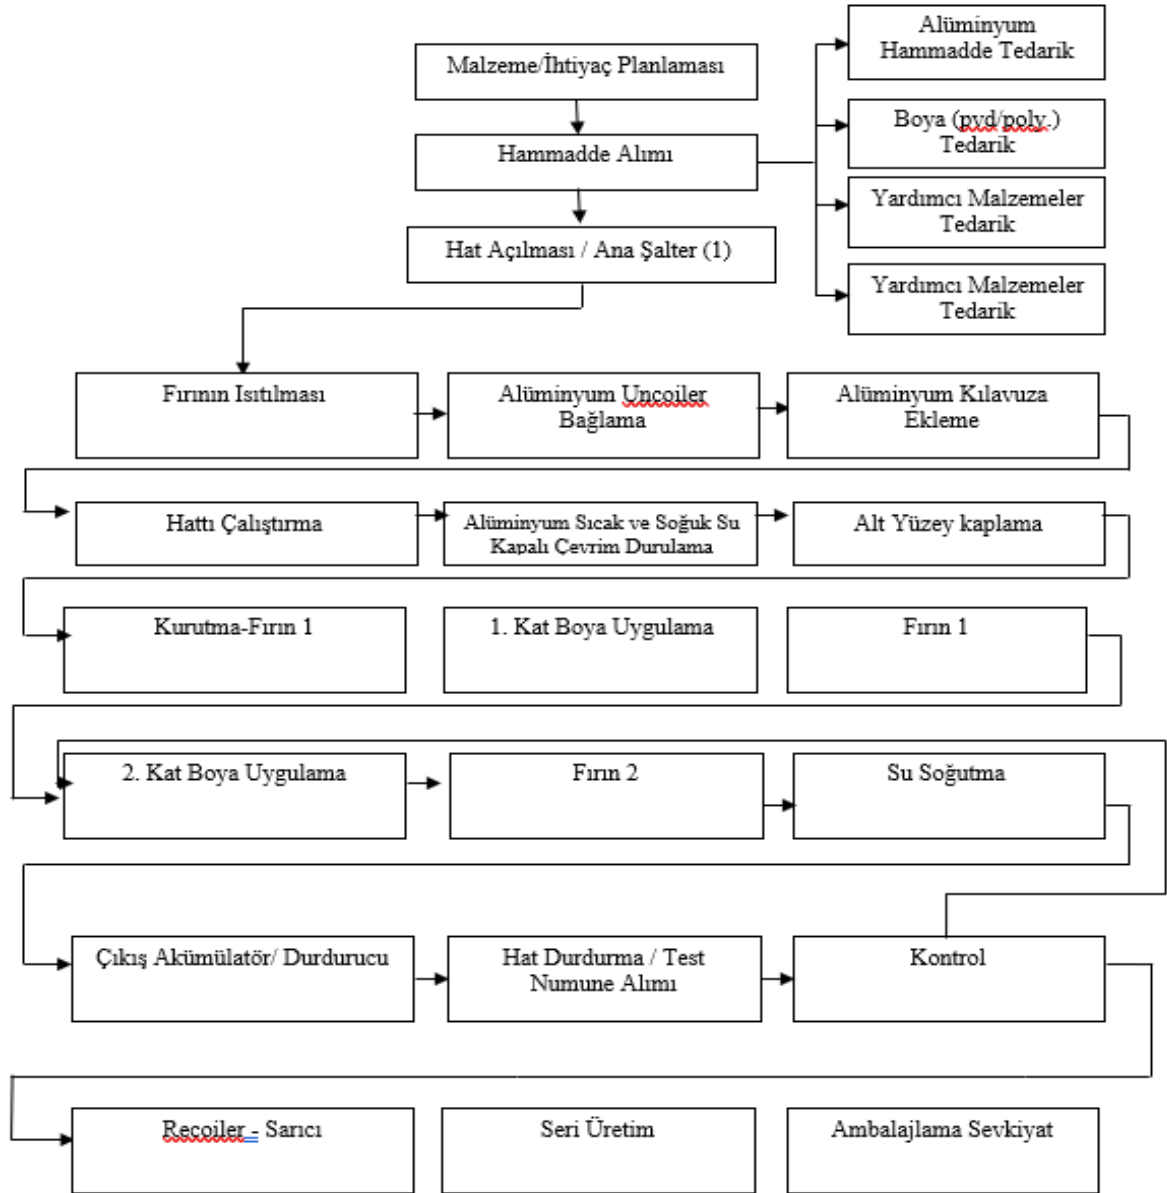 Malzeme/İhtiyaç Planlaması
Alüminyum
Hammadde Tedarik
Hammadde Alımı
Boya (pvd/poly.)
Tedarik
Yardımcı Malzemeler
Tedarik
Hat Açılması / Ana Şalter (1)
Yardımcı Malzemeler
Tedarik
Fırının Isıtılması
Alüminyum Uncoiler
Bağlama
Alüminyum Kılavuza
Ekleme
Hattı Çalıştırma
Alüminyum Sıcak ve Soğuk Su
Kapalı Çevrim Durulama
Alt Yüzey kaplama
Kurutma-Fırın 1
1. Kat Boya Uygulama
Fırın 1
2. Kat Boya Uygulama
Fırın 2
Su Soğutma
Çıkış Akümülatör/ Durdurucu
Hat Durdurma / Test
Numune Alımı
Kontrol
Recoiler - Sarıcı
Seri Üretim
Ambalajlama Sevkiyat